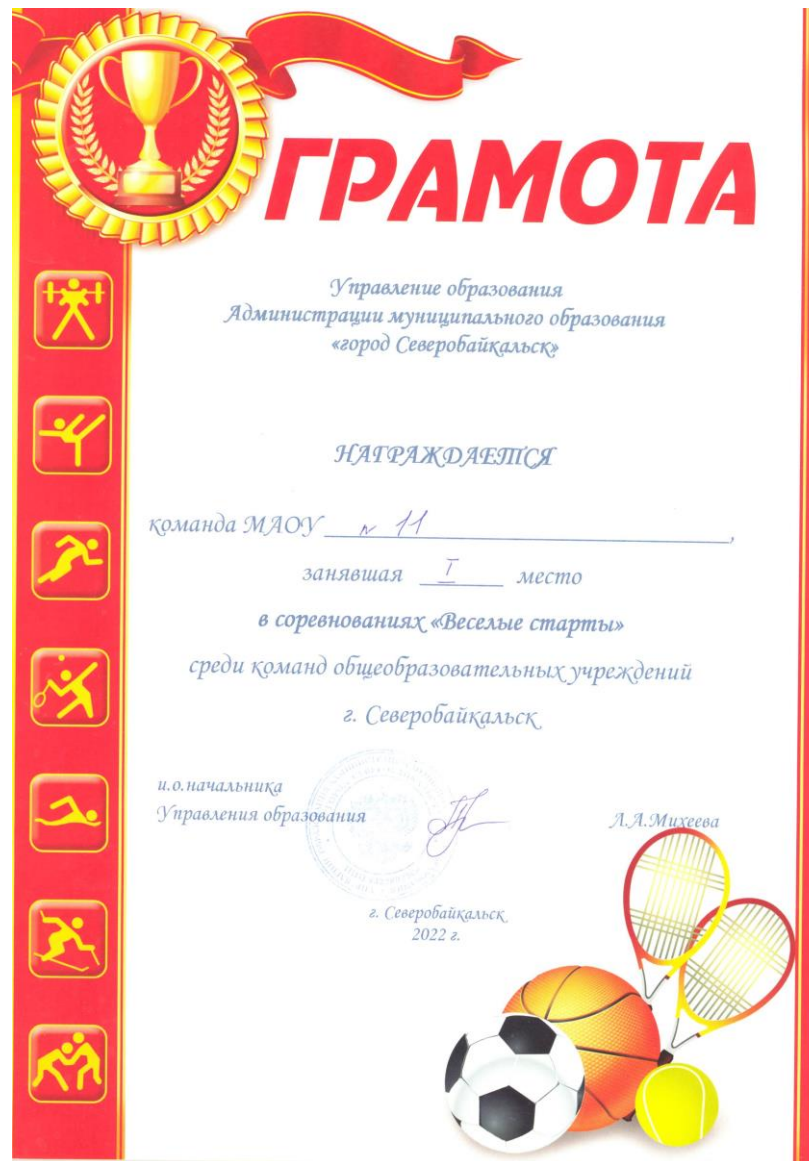 ГРАМОТА
Управление образования
Администрации муниципального образования
«город Северобайкальск»
НАГРАЖДАЕТСЯ
команда МАОУ № 11,
занявшая I место
в соревнованиях «Веселые старты»
среди команд общеобразовательных учреждений
г. Северобайкальск
и.о.начальника
Управления образования Л.А.Михеева
г. Северобайкальск
2022 г.